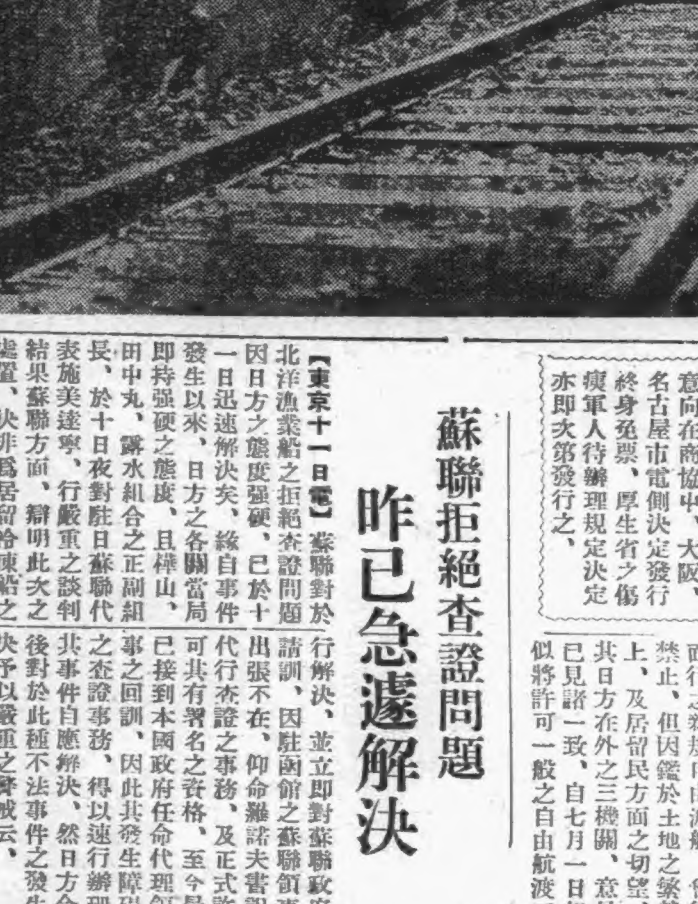 意向在商協中、大阪
名古屋市電側決定發行
終身免票、厚生省之傷
痍軍人待辦理規定決定
亦即次第發行之、
禁止、但因鑑於土地之繁
上、及居留民方面之切望
其日方在外之三機關、意
已見諸一致、自七月一日
似將許可一般之自由航渡
蘇聯拒絕查證問題
昨已急遽解決
【東京十一日電】蘇聯對於
北洋漁業船之拒絕查證問題
因日方之態度强硬、已於十
一日迅速解決矣、緣自事件
發生以來、日方之各關當局
即持强硬之態度、且樺山、
田中丸、露水組合之正副組
長、於十日夜對駐日蘇聯代
表施美達寧、行嚴重之談判
結果蘇聯方面、辯明此次之
處置、決非爲居留冷凍船之
行解決、並立即對蘇聯政府
請訓、因駐函館之蘇聯領事
出張不在、仰命羅諾夫書記
代行查證之事務、及正式許
可其有署名之資格、至今
已接到本國政府任命代理領
事之回訓、因此其發生障碍
之查證事務、得以速行辦理
其事件自應解決、然日方
後對於此種不法事件之發生
決予以嚴重之聲戒云、